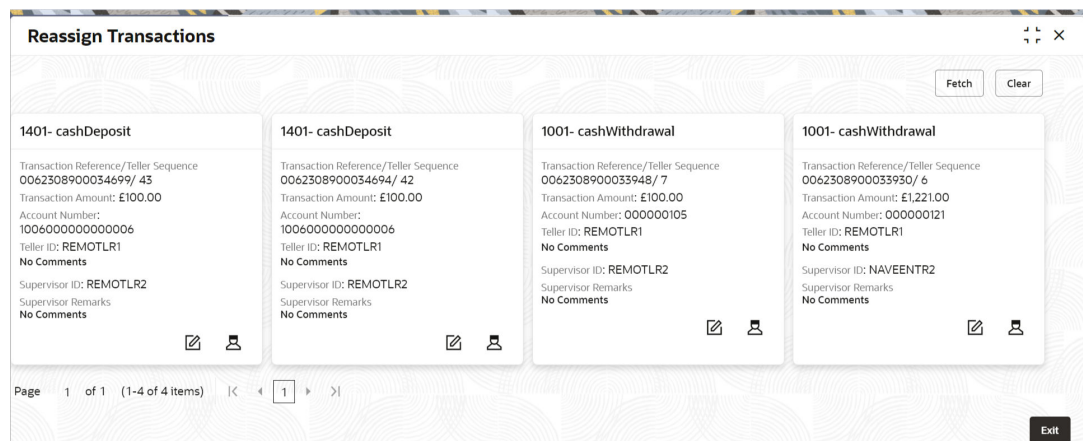 Reassign Transactions
Fetch
Clear
1401- cashDeposit
Transaction Reference/Teller Sequence
0062308900034699/ 43
Transaction Amount: £100.00
Account Number:
1006000000000006
Teller ID: REMOTLR1
No Comments
Supervisor ID: REMOTLR2
Supervisor Remarks
No Comments
1401- cashDeposit
Transaction Reference/Teller Sequence
0062308900034694/ 42
Transaction Amount: £100.00
Account Number:
1006000000000006
Teller ID: REMOTLR1
No Comments
Supervisor ID: REMOTLR2
Supervisor Remarks
No Comments
1001- cashWithdrawal
Transaction Reference/Teller Sequence
0062308900033948/ 7
Transaction Amount: £100.00
Account Number: 000000105
Teller ID: REMOTLR1
No Comments
Supervisor ID: REMOTLR2
Supervisor Remarks
No Comments
1001- cashWithdrawal
Transaction Reference/Teller Sequence
0062308900033930/ 6
Transaction Amount: £1,221.00
Account Number: 000000121
Teller ID: REMOTLR1
No Comments
Supervisor ID: NAVEENTR2
Supervisor Remarks
No Comments
Page 1 of 1 (1-4 of 4 items) 1
Exit